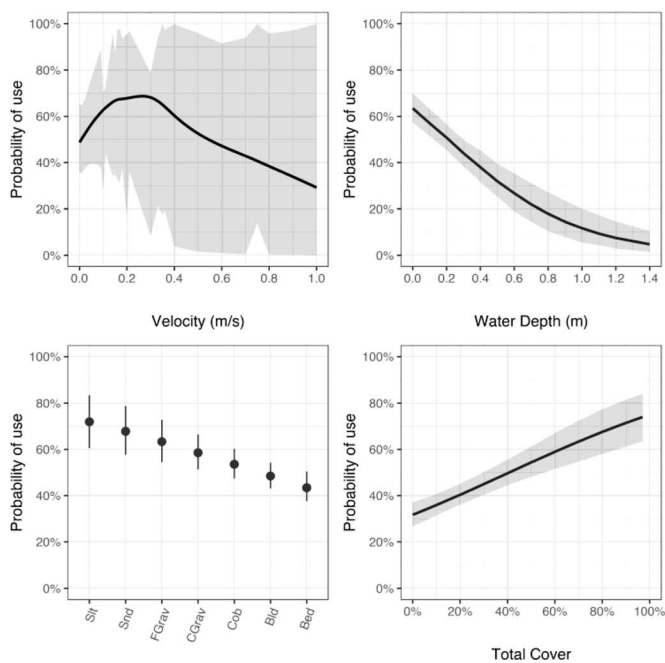 100%
80%
60%
40%
20%
0%
Probability of use
0.0 0.2 0.4 0.6 0.8 1.0
Velocity (m/s)
100%
80%
60%
40%
20%
0%
Probability of use
0.0 0.2 0.4 0.6 0.8 1.0 1.2 1.4
Water Depth (m)
100%
80%
60%
40%
20%
0%
Probability of use
Slt Snd FGrav CGrav Cob Bld Bed
100%
80%
60%
40%
20%
0%
Probability of use
0% 20% 40% 60% 80% 100%
Total Cover